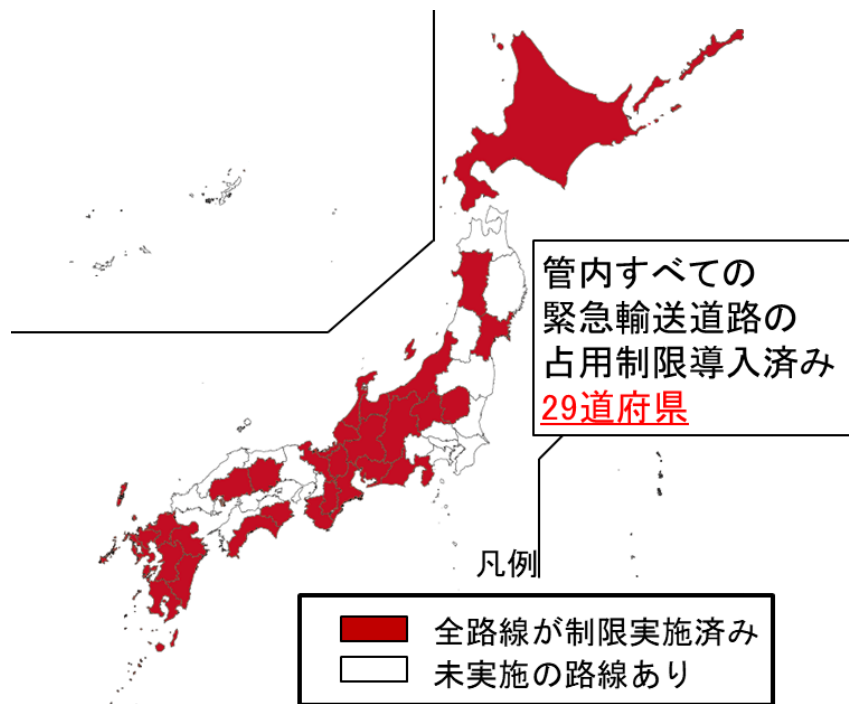 管内すべての
緊急輸送道路の
占用制限導入済み
29道府県
凡例
全路線が制限実施済み
未実施の路線あり